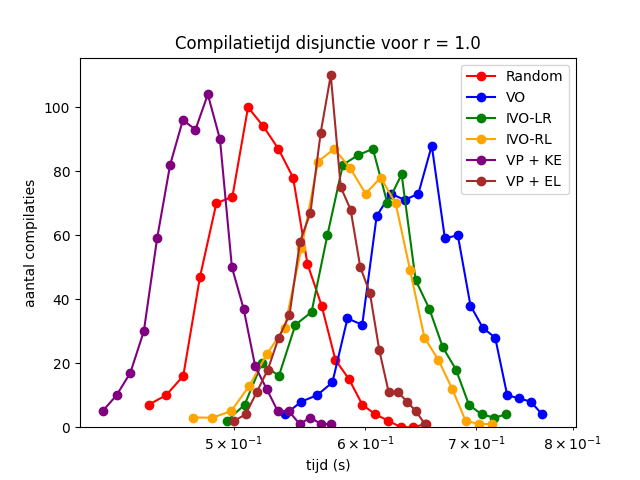 Compilatietijd disjunctie voor r = 1.0
aantal compilaties
100
80
60
40
20
0
Random
VO
IVO-LR
IVO-RL
VP + KE
VP + EL
5 × 10⁻¹ 6 × 10⁻¹ 7 × 10⁻¹ 8 × 10⁻¹
tijd (s)